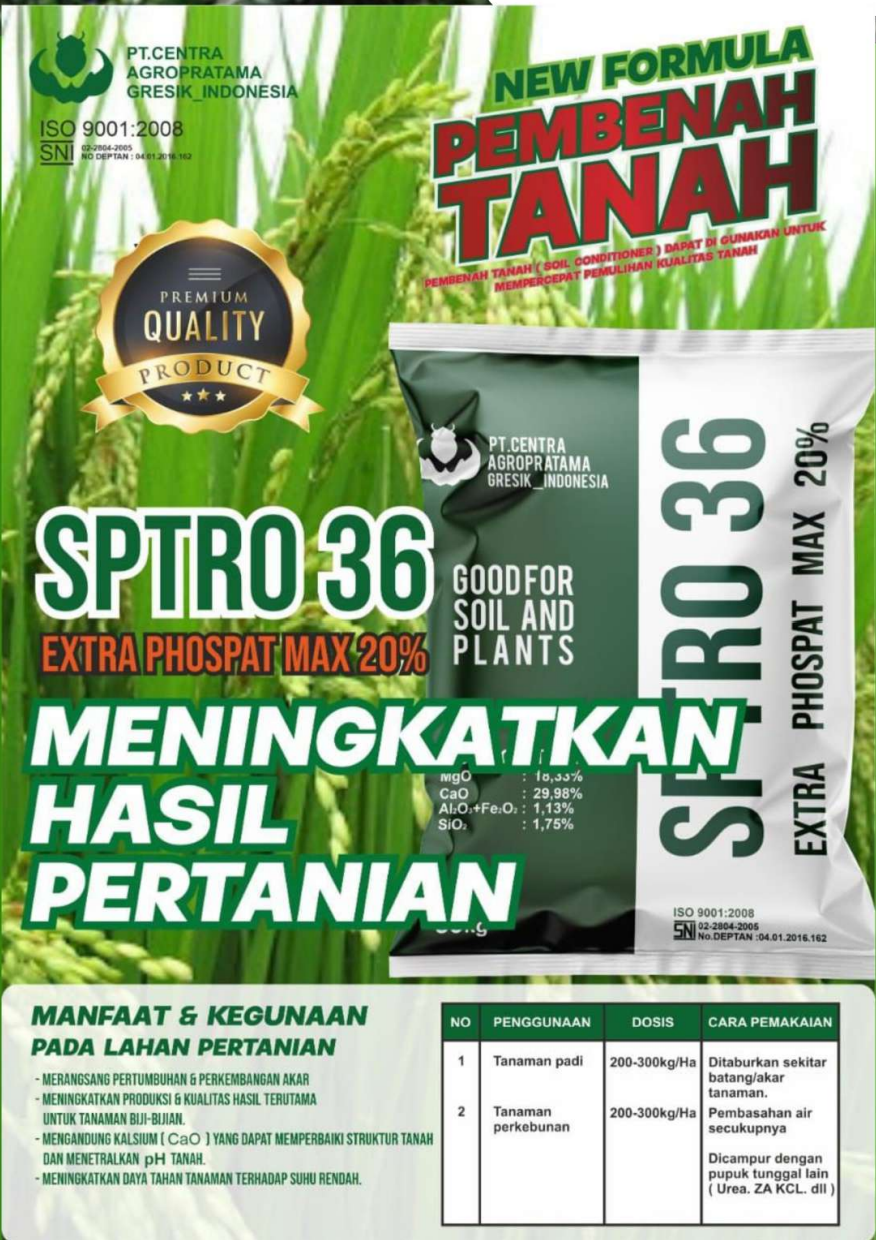 PT.CENTRA
AGROPRATAMA
GRESIK_INDONESIA
ISO 9001:2008
SNI 02-2804-2005
NO DEPTAN : 04.01.2016.162
NEW FORMULA
PEMBENAH
TANAH
PEMBENAH TANAH ( SOIL CONDITIONER ) DAPAT DI GUNAKAN UNTUK
MEMPERCEPAT PEMULIHAN KUALITAS TANAH
PREMIUM
QUALITY
PRODUCT
PT.CENTRA
AGROPRATAMA
GRESIK_INDONESIA
GOOD FOR
SOIL AND
PLANTS
SPTRO 36
EXTRA PHOSPAT MAX 20%
SPTRO 36
EXTRA PHOSPAT MAX 20%
MENINGKATKAN
HASIL
PERTANIAN
MgO : 18,33%
CaO : 29,98%
Al₂O₃+Fe₂O₃ : 1,13%
SiO₂ : 1,75%
ISO 9001:2008
SNI 02-2804-2005
No.DEPTAN :04.01.2016.162
MANFAAT & KEGUNAAN
PADA LAHAN PERTANIAN
- MERANGSANG PERTUMBUHAN & PERKEMBANGAN AKAR
- MENINGKATKAN PRODUKSI & KUALITAS HASIL TERUTAMA
UNTUK TANAMAN BIJI-BIJIAN.
- MENGANDUNG KALSIUM ( CaO ) YANG DAPAT MEMPERBAIKI STRUKTUR TANAH
DAN MENETRALKAN pH TANAH.
- MENINGKATKAN DAYA TAHAN TANAMAN TERHADAP SUHU RENDAH.
NO PENGGUNAAN DOSIS CARA PEMAKAIAN
1 Tanaman padi 200-300kg/Ha Ditaburkan sekitar
batang/akar
tanaman.
2 Tanaman 200-300kg/Ha Pembasahan air
perkebunan secukupnya
Dicampur dengan
pupuk tunggal lain
( Urea. ZA KCL. dll )